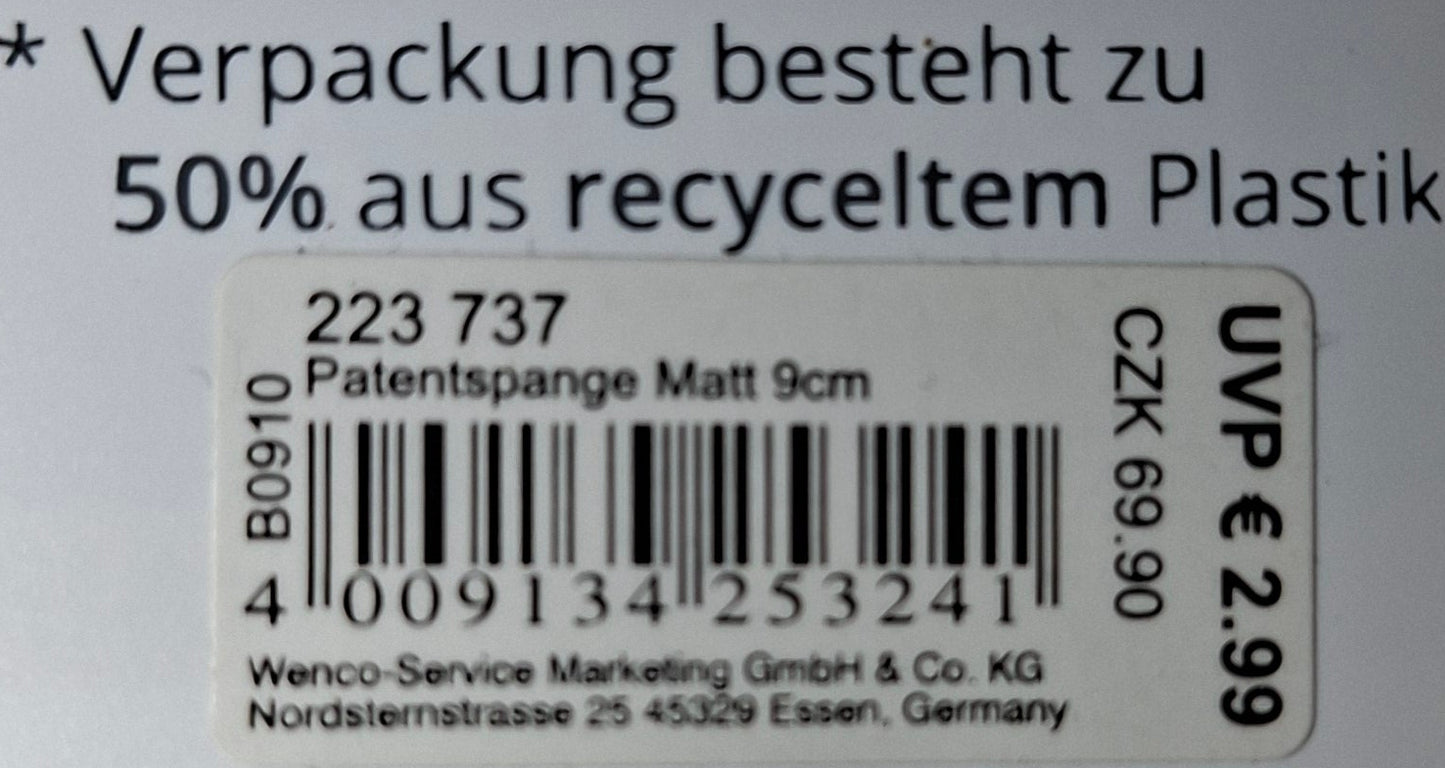 * Verpackung besteht zu
50% aus recyceltem Plastik
223 737
Patentspange Matt 9cm
B0910
4 009134 253241
Wenco-Service Marketing GmbH & Co. KG
Nordsternstrasse 25 45329 Essen, Germany
CZK 69.90
UVP € 2.99